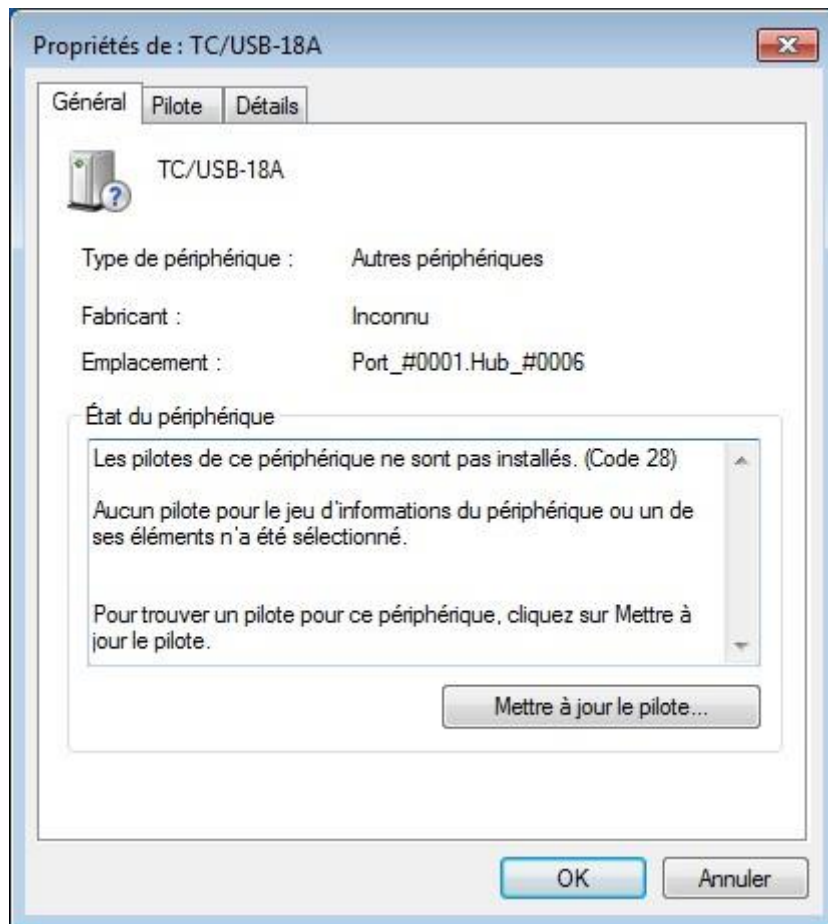 Propriétés de : TC/USB-18A
Général Pilote Détails
TC/USB-18A
Type de périphérique : Autres périphériques
Fabricant : Inconnu
Emplacement : Port_#0001.Hub_#0006
État du périphérique
Les pilotes de ce périphérique ne sont pas installés. (Code 28)
Aucun pilote pour le jeu d'informations du périphérique ou un de
ses éléments n'a été sélectionné.
Pour trouver un pilote pour ce périphérique, cliquez sur Mettre à
jour le pilote.
Mettre à jour le pilote...
OK Annuler